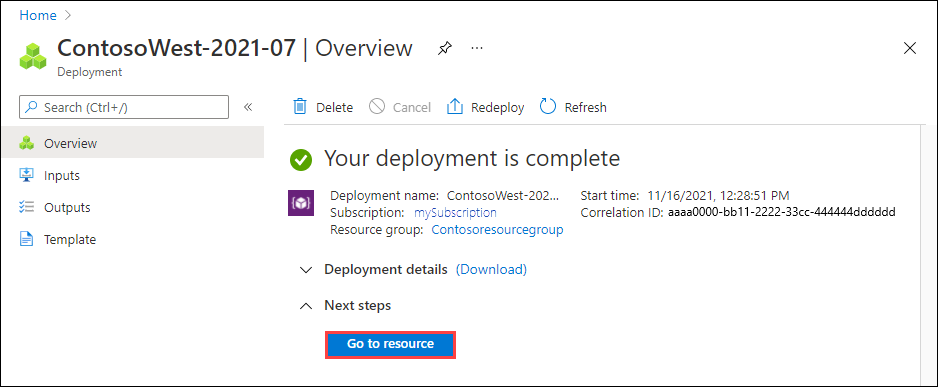 Home
ContosoWest-2021-07 | Overview
Deployment
Search (Ctrl+/)
Delete Cancel Redeploy Refresh
Overview
Inputs
Outputs
Template
Your deployment is complete
Deployment name: ContosoWest-202... Start time: 11/16/2021, 12:28:51 PM
Subscription: mySubscription Correlation ID: aaaa0000-bb11-2222-33cc-444444dddddd
Resource group: Contosoresourcegroup
Deployment details (Download)
Next steps
Go to resource